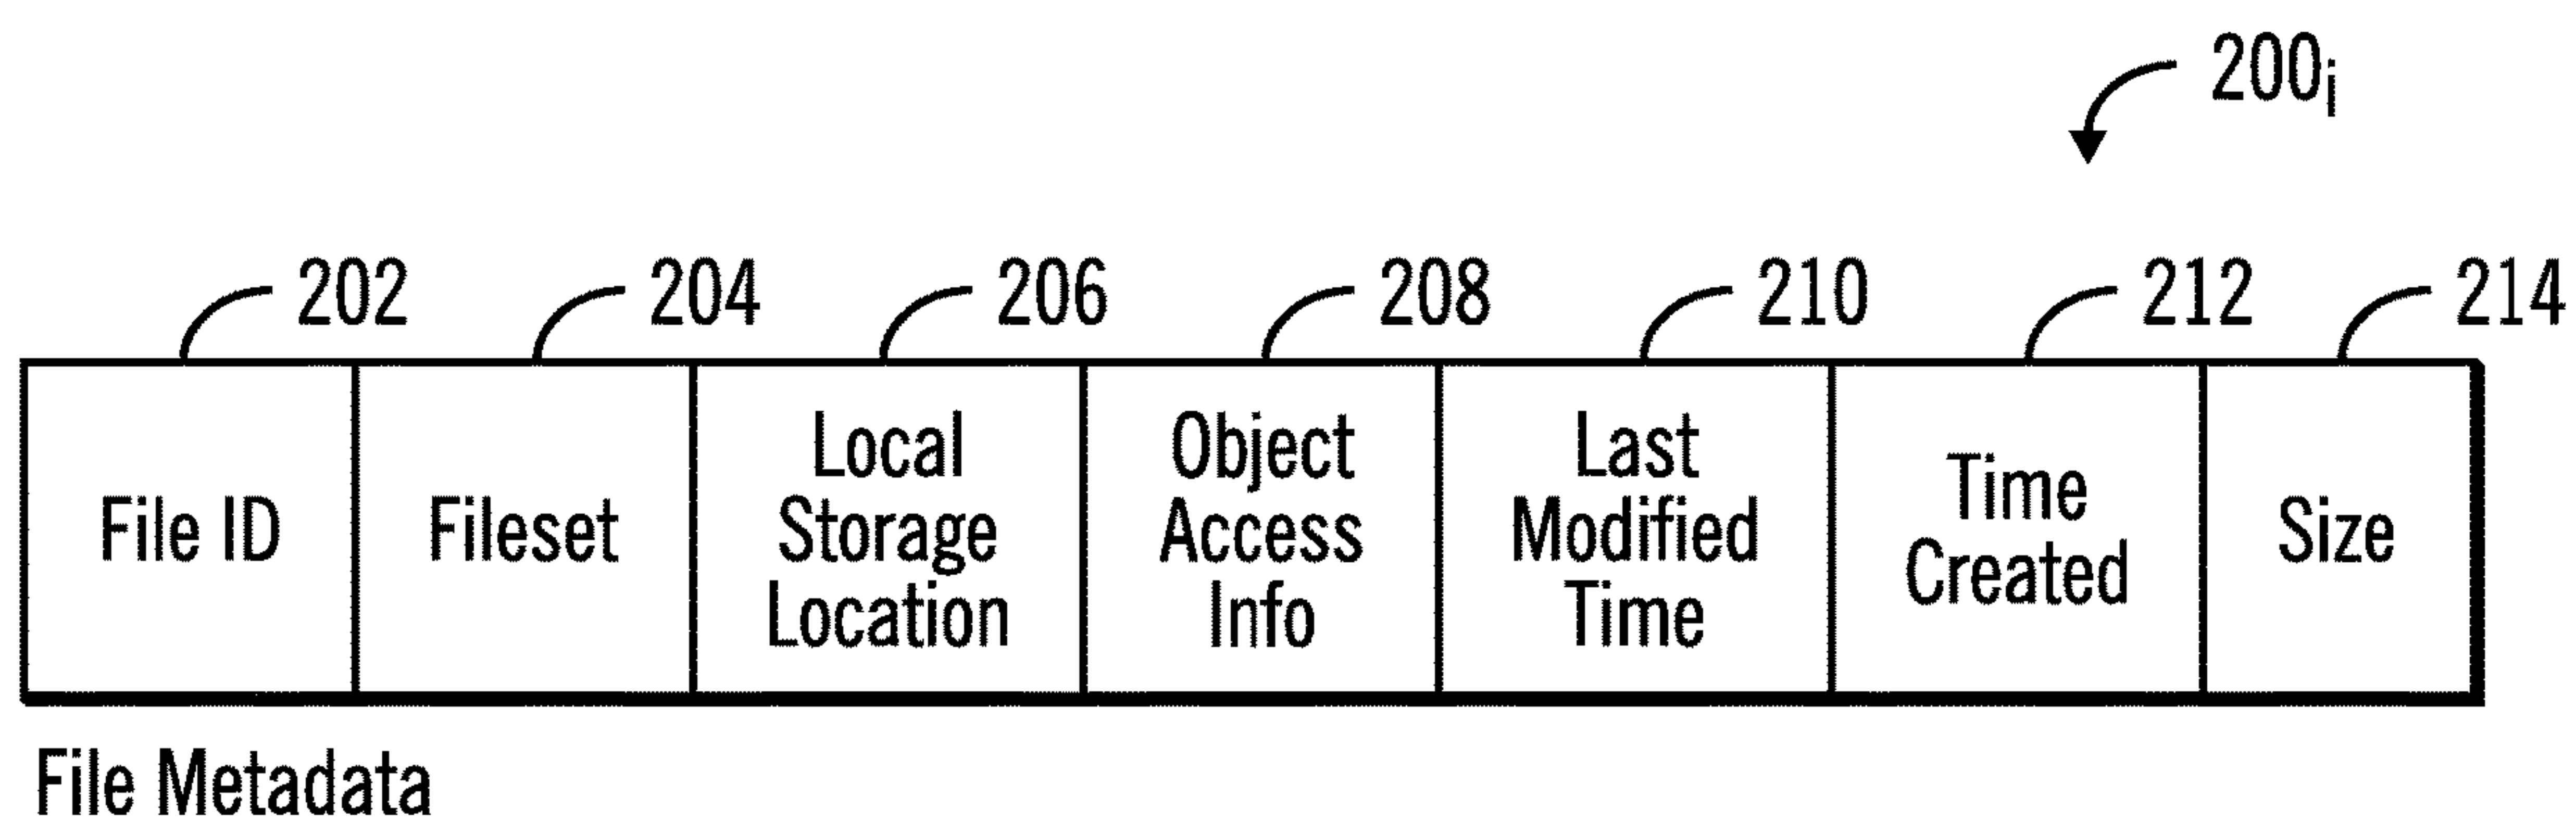 200i
202 204 206 208 210 212 214
File ID
Fileset
Local
Storage
Location
Object
Access
Info
Last
Modified
Time
Time
Created
Size
File Metadata